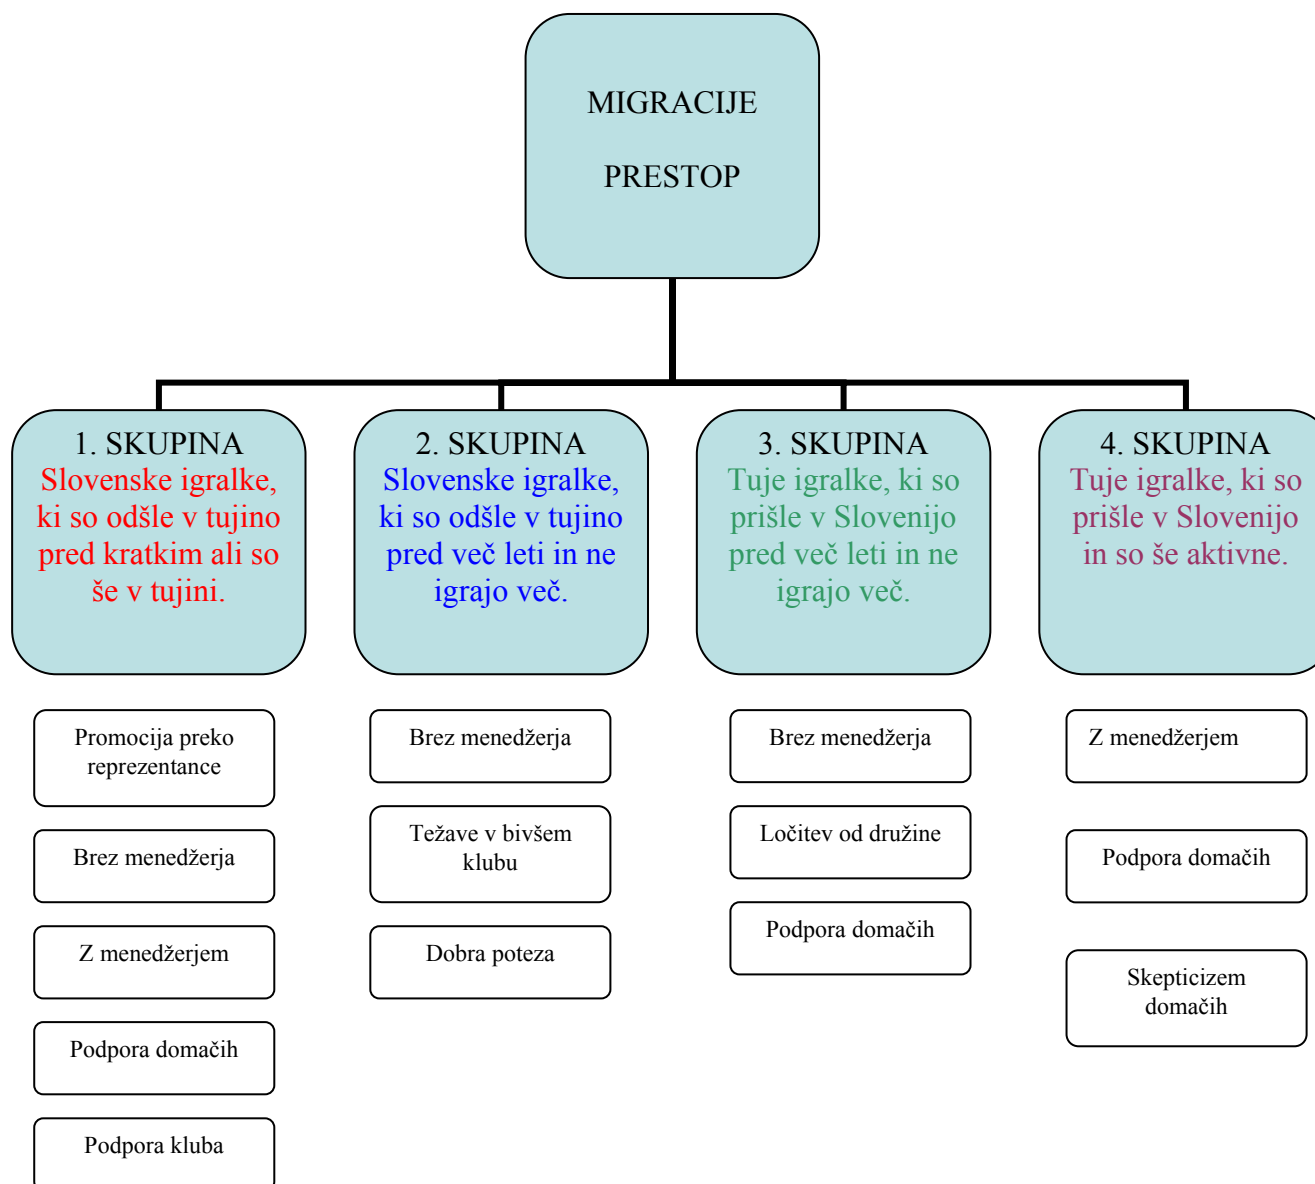 MIGRACIJE
PRESTOP
1. SKUPINA
Slovenske igralke,
ki so odšle v tujino
pred kratkim ali so
še v tujini.
2. SKUPINA
Slovenske igralke,
ki so odšle v tujino
pred več leti in ne
igrajo več.
3. SKUPINA
Tuje igralke, ki so
prišle v Slovenijo
pred več leti in ne
igrajo več.
4. SKUPINA
Tuje igralke, ki so
prišle v Slovenijo
in so še aktivne.
Promocija preko
reprezentance
Brez menedžerja
Z menedžerjem
Podpora domačih
Podpora kluba
Brez menedžerja
Težave v bivšem
klubu
Dobra poteza
Brez menedžerja
Ločitev od družine
Podpora domačih
Z menedžerjem
Podpora domačih
Skepticizem
domačih